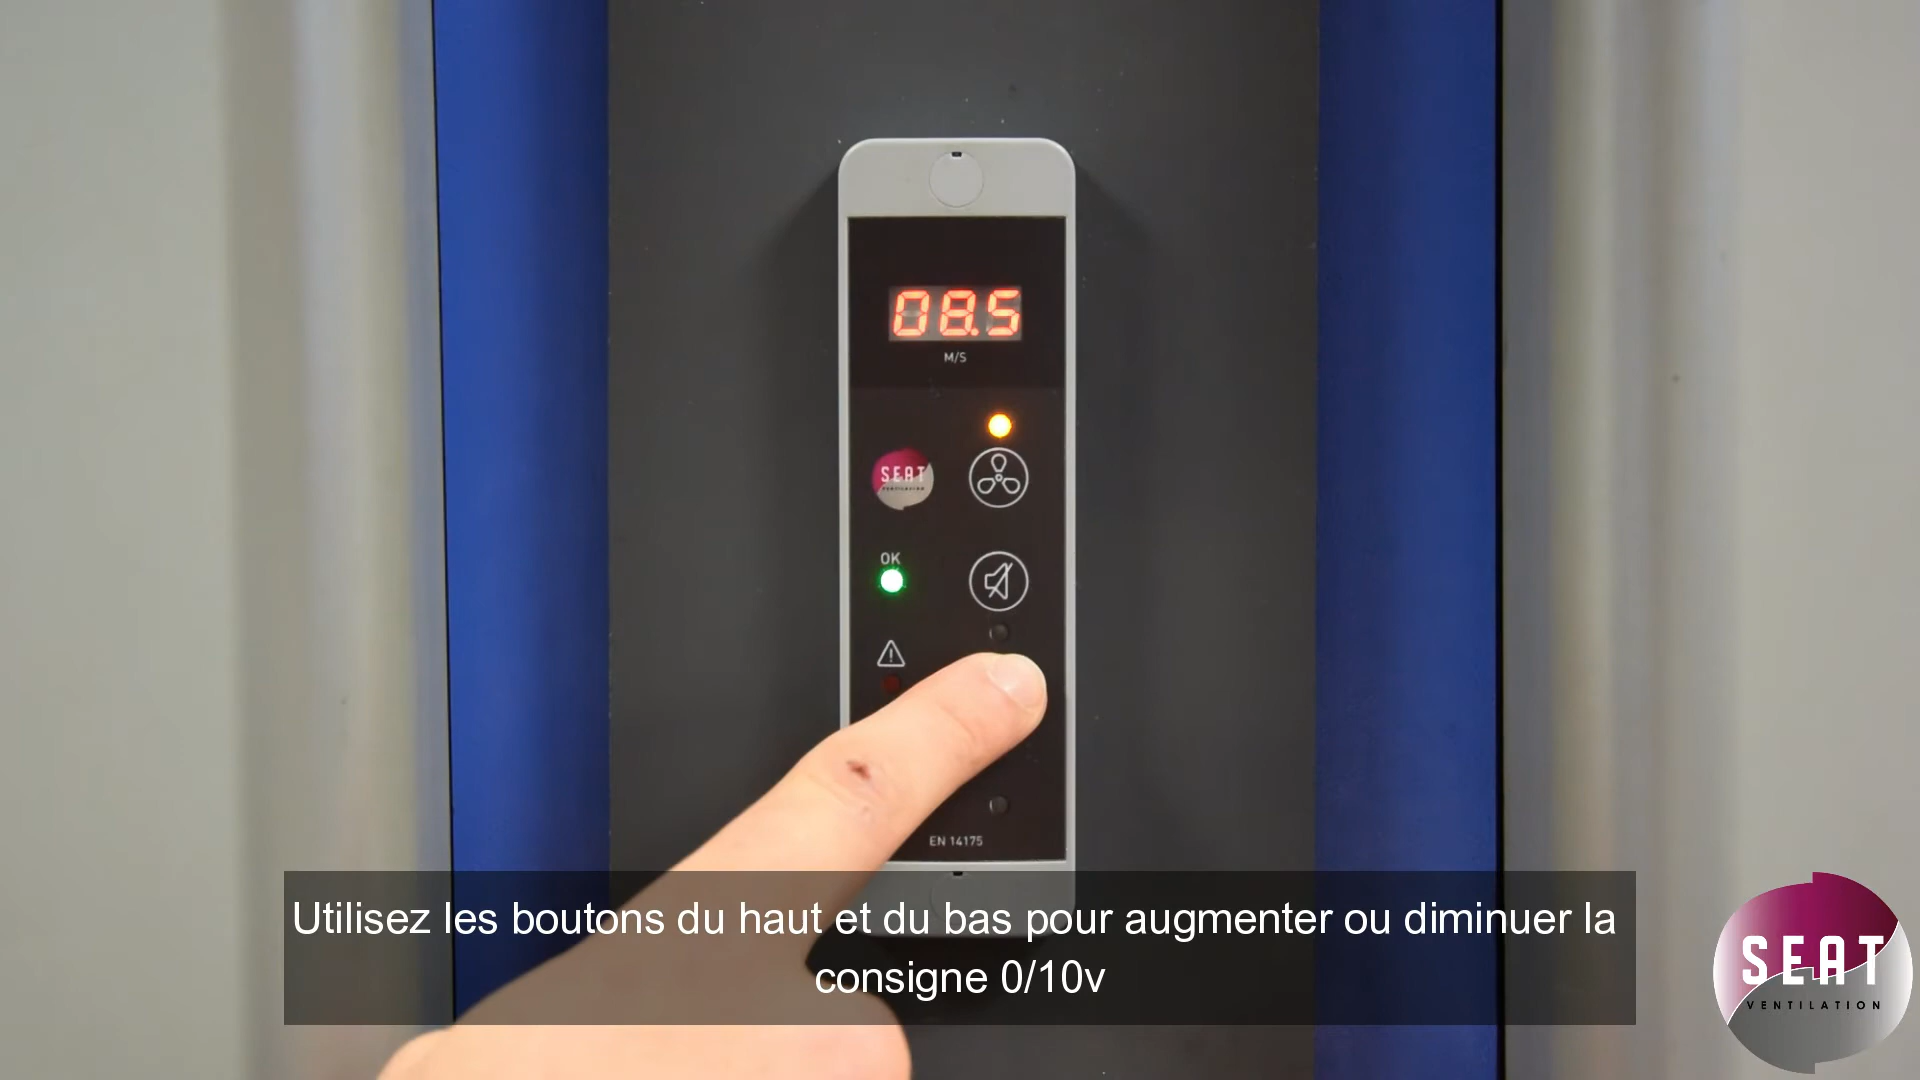 08.5
M/S
SEAT
VENTILATION
OK
EN 14175
Utilisez les boutons du haut et du bas pour augmenter ou diminuer la
consigne 0/10v
SEAT
VENTILATION